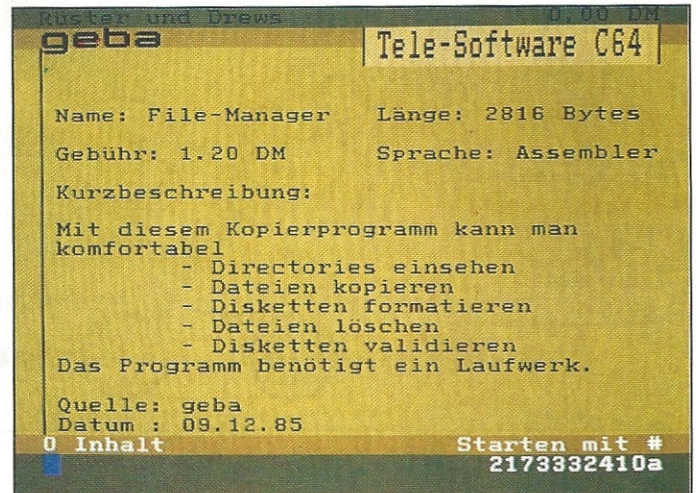 Rüster und Drews 0,00 DM
geba Tele-Software C64
Name: File-Manager Länge: 2816 Bytes
Gebühr: 1.20 DM Sprache: Assembler
Kurzbeschreibung:
Mit diesem Kopierprogramm kann man
komfortabel
- Directories einsehen
- Dateien kopieren
- Disketten formatieren
- Dateien löschen
- Disketten validieren
Das Programm benötigt ein Laufwerk.
Quelle: geba
Datum : 09.12.85
0 Inhalt Starten mit #
2173332410a